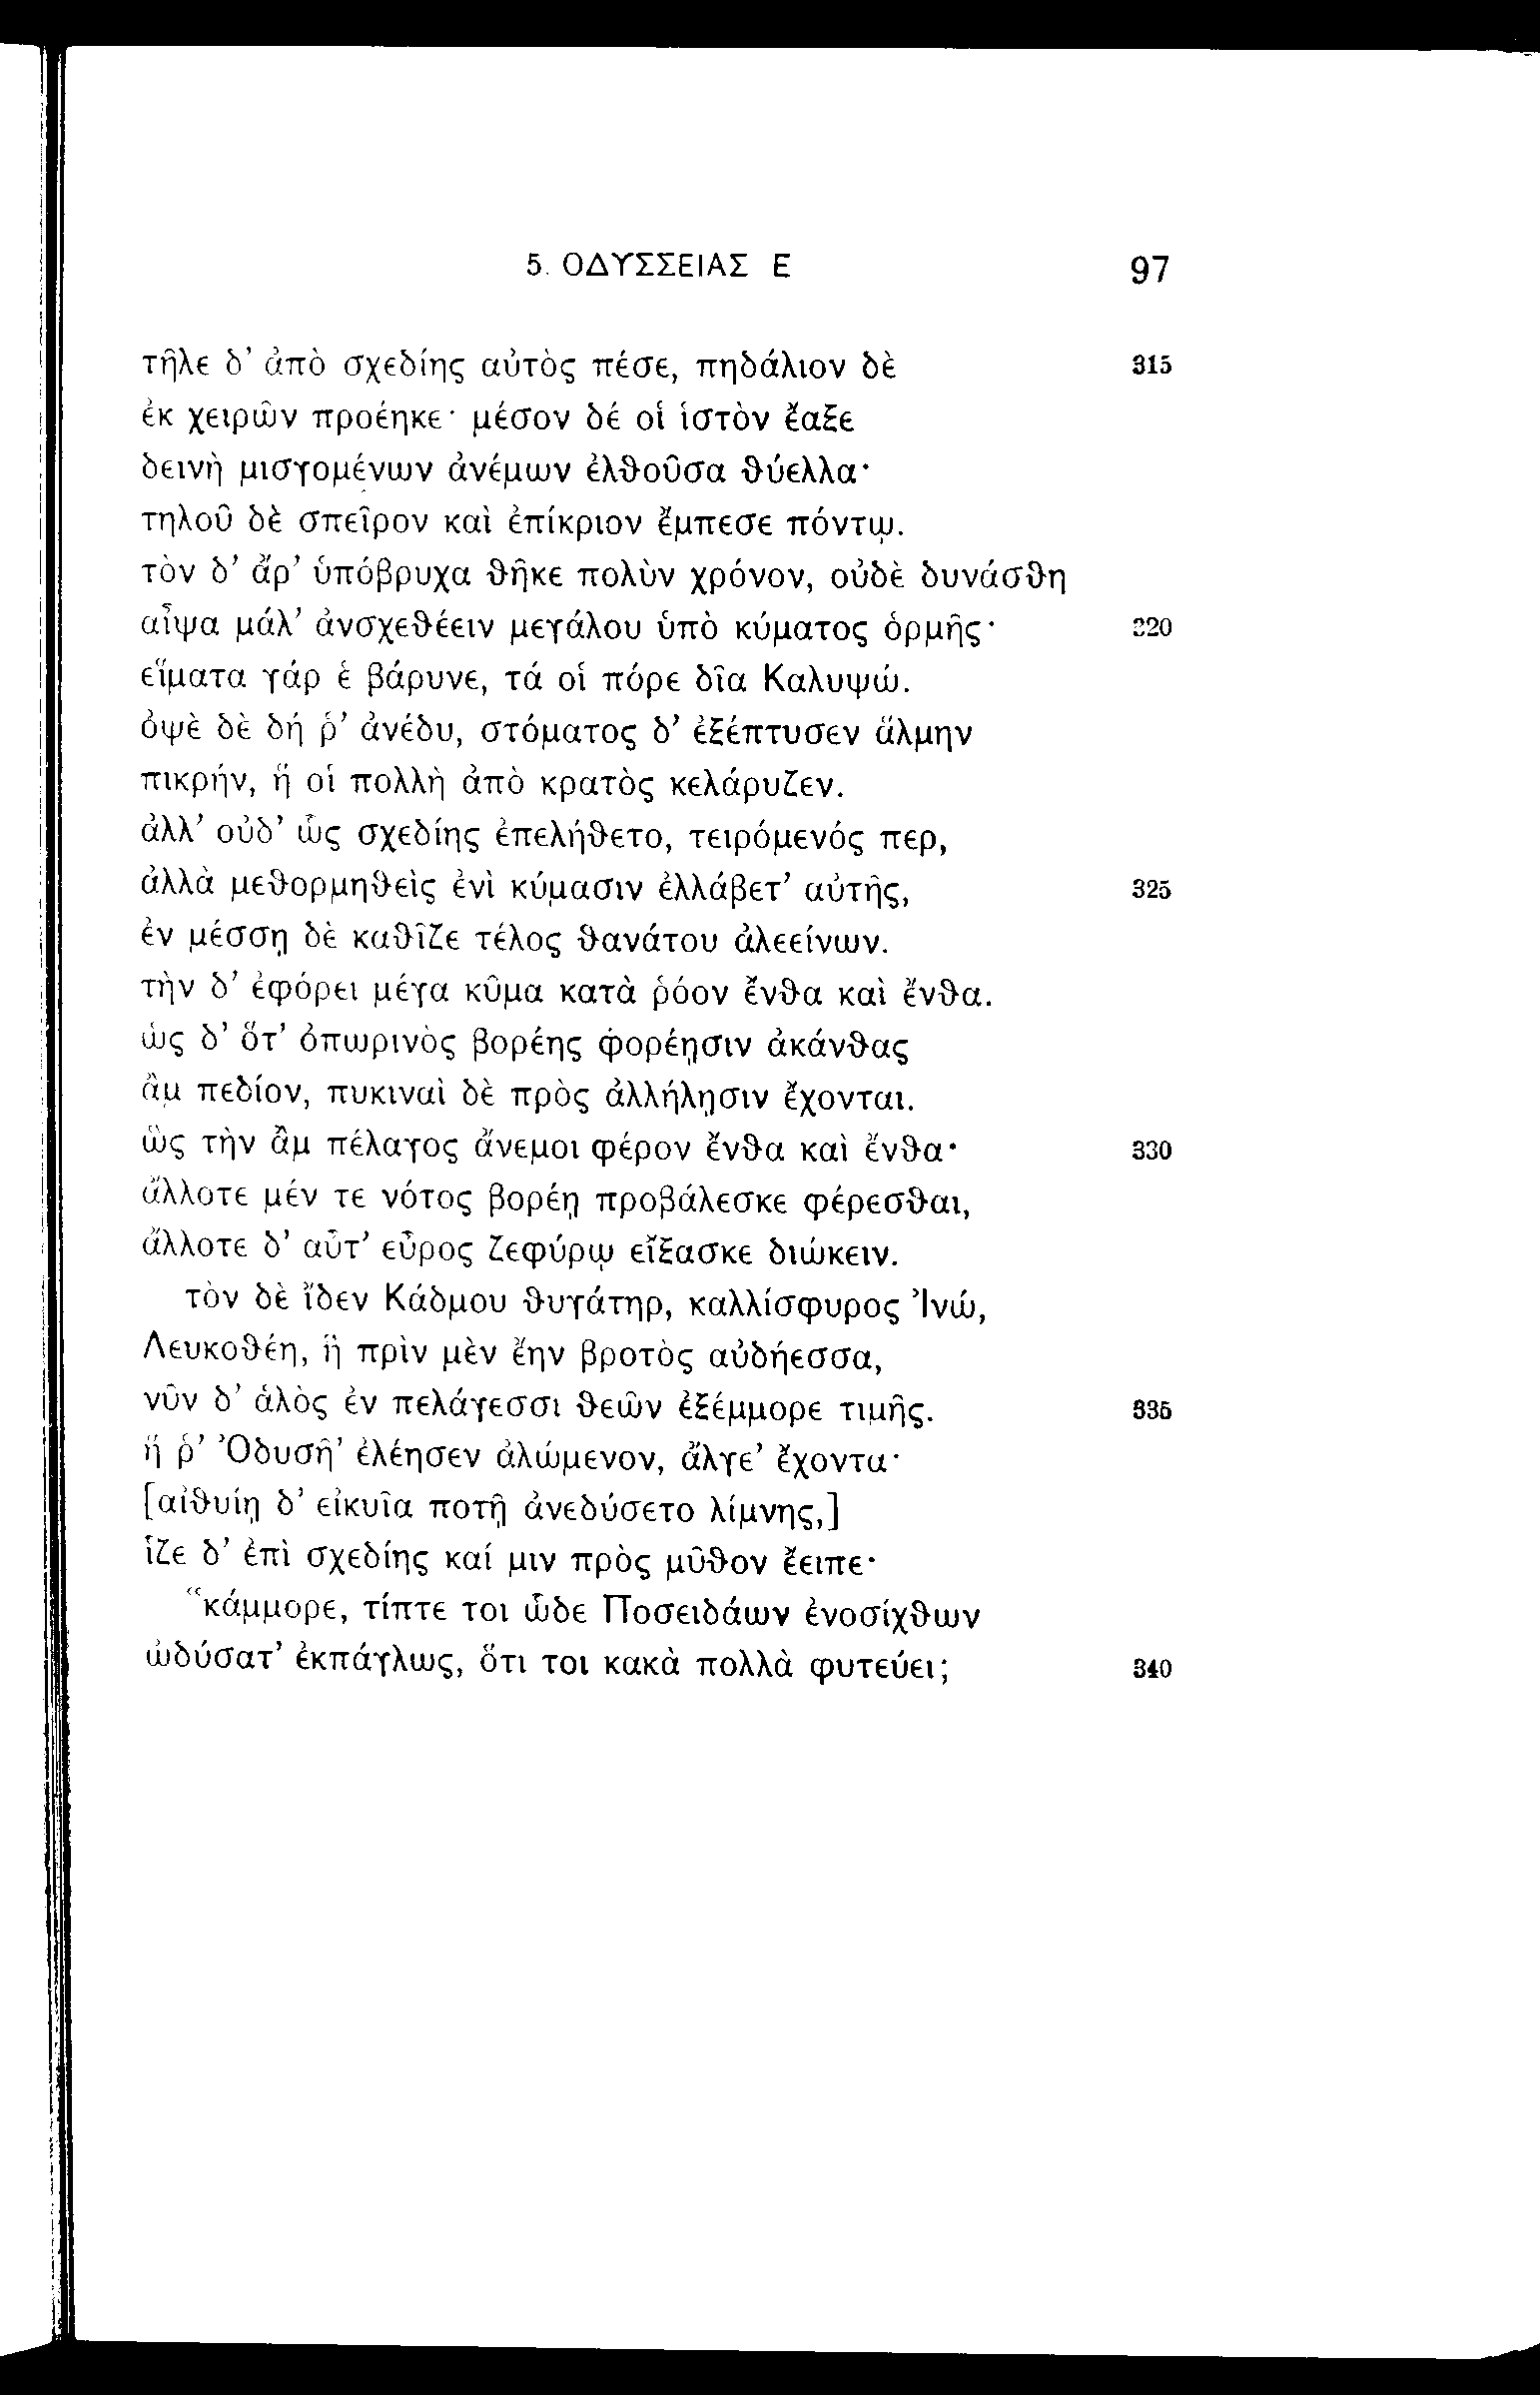 5. ΟΔΥΣΣΕΙΑΣ Ε 97
τῆλε δ’ ἀπὸ σχεδίης αὐτὸς πέσε, πηδάλιον δὲ 315
ἐκ χειρῶν προέηκε· μέσον δέ οἱ ἱστὸν ἔαξε
δεινὴ μισγομένων ἀνέμων ἐλθοῦσα θύελλα·
τηλοῦ δὲ σπεῖρον καὶ ἐπίκριον ἔμπεσε πόντῳ.
τὸν δ’ ἄρ’ ὑπόβρυχα θῆκε πολὺν χρόνον, οὐδὲ δυνάσθη
αἶψα μάλ’ ἀνσχεθέειν μεγάλου ὑπὸ κύματος ὁρμῆς· 320
εἵματα γάρ ἑ βάρυνε, τά οἱ πόρε δῖα Καλυψώ.
ὀψὲ δὲ δή ῥ’ ἀνέδυ, στόματος δ’ ἐξέπτυσεν ἅλμην
πικρήν, ἥ οἱ πολλὴ ἀπὸ κρατὸς κελάρυζεν.
ἀλλ’ οὐδ’ ὧς σχεδίης ἐπελήθετο, τειρόμενός περ,
ἀλλὰ μεθορμηθεὶς ἐνὶ κύμασιν ἐλλάβετ’ αὐτῆς, 325
ἐν μέσσῃ δὲ καθῖζε τέλος θανάτου ἀλεείνων.
τὴν δ’ ἐφόρει μέγα κῦμα κατὰ ῥόον ἔνθα καὶ ἔνθα.
ὡς δ’ ὅτ’ ὀπωρινὸς βορέης φορέῃσιν ἀκάνθας
ἂμ πεδίον, πυκιναὶ δὲ πρὸς ἀλλήλῃσιν ἔχονται.
ὣς τὴν ἂμ πέλαγος ἄνεμοι φέρον ἔνθα καὶ ἔνθα· 330
ἄλλοτε μέν τε νότος βορέῃ προβάλεσκε φέρεσθαι,
ἄλλοτε δ’ αὖτ’ εὖρος ζεφύρῳ εἴξασκε διώκειν.
τὸν δὲ ἴδεν Κάδμου θυγάτηρ, καλλίσφυρος Ἰνώ,
Λευκοθέη, ἣ πρὶν μὲν ἔην βροτὸς αὐδήεσσα,
νῦν δ’ ἁλὸς ἐν πελάγεσσι θεῶν ἐξέμμορε τιμῆς. 335
ἥ ῥ’ Ὀδυσῆ’ ἐλέησεν ἀλώμενον, ἄλγε’ ἔχοντα·
[αἰθυίῃ δ’ εἰκυῖα ποτῇ ἀνεδύσετο λίμνης,]
ἷζε δ’ ἐπὶ σχεδίης καί μιν πρὸς μῦθον ἔειπε·
“κάμμορε, τίπτε τοι ὧδε Ποσειδάων ἐνοσίχθων
ὠδύσατ’ ἐκπάγλως, ὅτι τοι κακὰ πολλὰ φυτεύει; 340